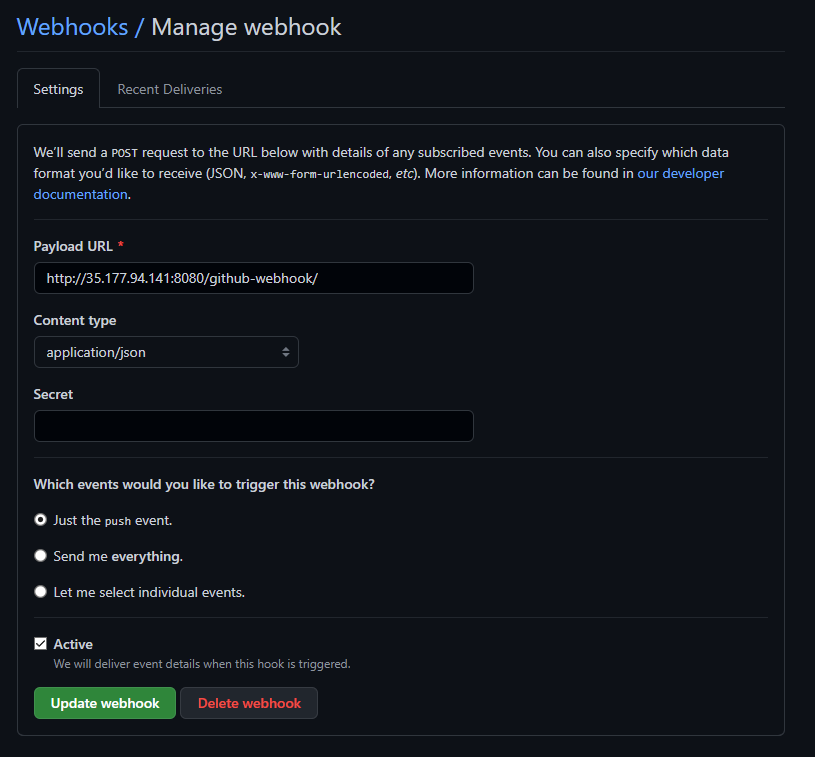 Webhooks / Manage webhook
Settings
Recent Deliveries
We’ll send a POST request to the URL below with details of any subscribed events. You can also specify which data
format you’d like to receive (JSON, x-www-form-urlencoded, etc). More information can be found in our developer
documentation.
Payload URL *
http://35.177.94.141:8080/github-webhook/
Content type
application/json
Secret
Which events would you like to trigger this webhook?
Just the push event.
Send me everything.
Let me select individual events.
Active
We will deliver event details when this hook is triggered.
Update webhook
Delete webhook